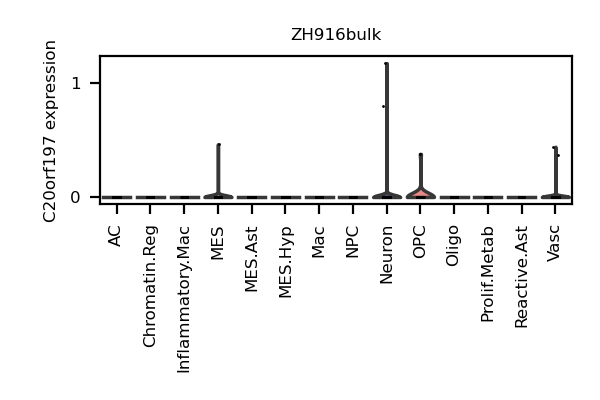 ZH916bulk
C20orf197 expression
1
0
AC
Chromatin.Reg
Inflammatory.Mac
MES
MES.Ast
MES.Hyp
Mac
NPC
Neuron
OPC
Oligo
Prolif.Metab
Reactive.Ast
Vasc